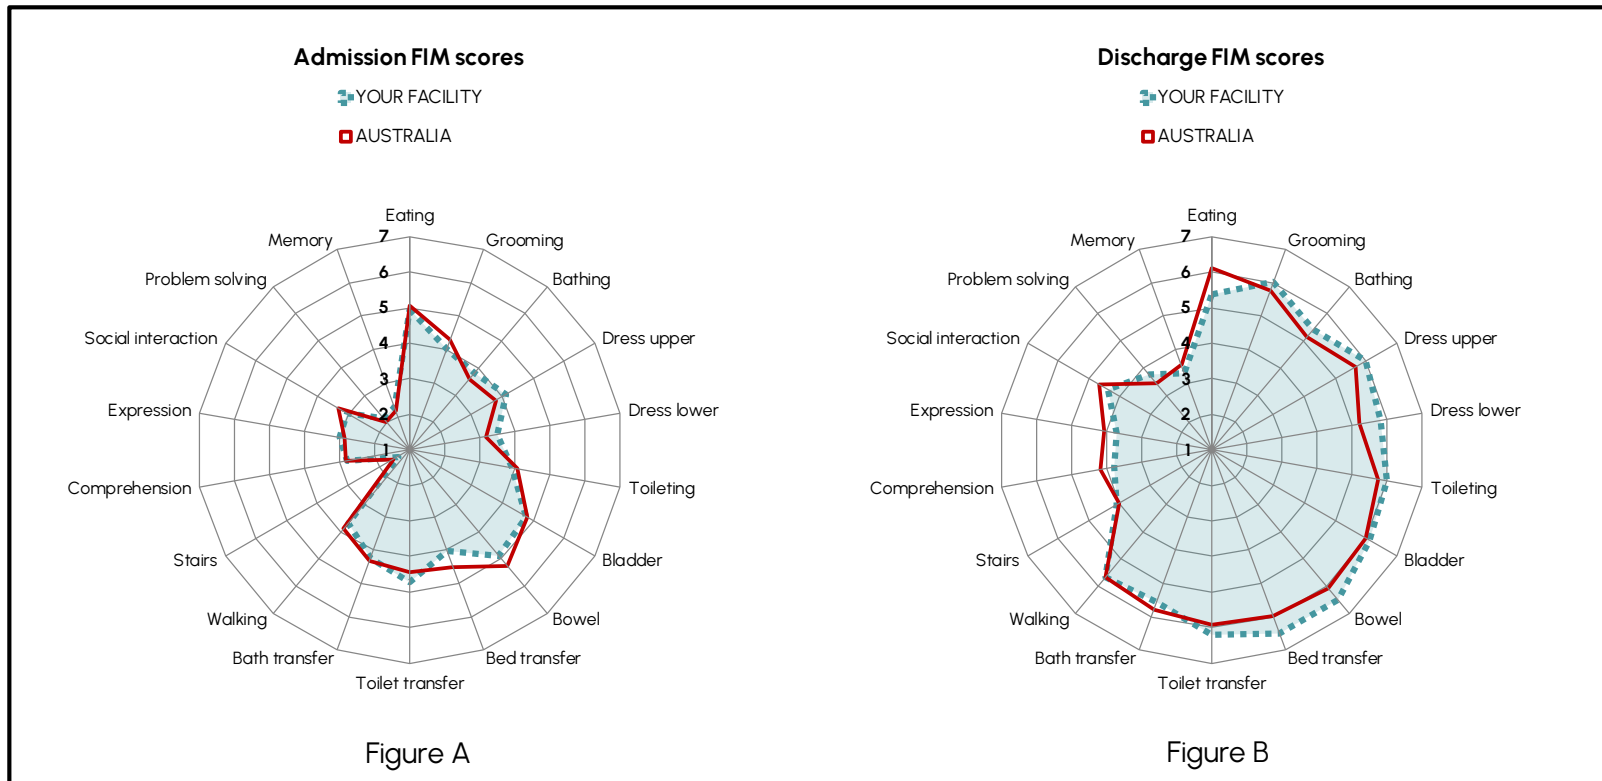 Admission FIM scores
YOUR FACILITY
AUSTRALIA
Eating
Grooming
Bathing
Dress upper
Dress lower
Toileting
Bladder
Bowel
Bed transfer
Toilet transfer
Bath transfer
Walking
Stairs
Comprehension
Expression
Social interaction
Problem solving
Memory
7
6
5
4
3
2
1
Figure A
Discharge FIM scores
YOUR FACILITY
AUSTRALIA
Eating
Grooming
Bathing
Dress upper
Dress lower
Toileting
Bladder
Bowel
Bed transfer
Toilet transfer
Bath transfer
Walking
Stairs
Comprehension
Expression
Social interaction
Problem solving
Memory
7
6
5
4
3
2
1
Figure B